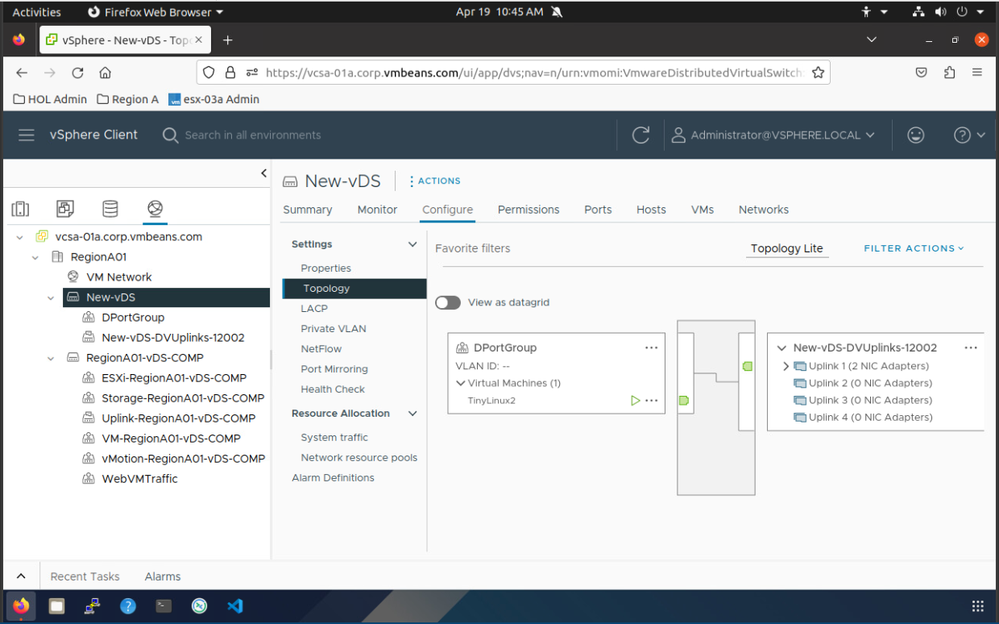 Activities Firefox Web Browser Apr 19 10:45 AM
vSphere - New-vDS - Top
https://vcsa-01a.corp.vmbeans.com/ui/app/dvs;nav=n/urn:vmomi:VmwareDistributedVirtualSwitch:
HOL Admin Region A vm esx-03a Admin
vSphere Client Search in all environments Administrator@VSPHERE.LOCAL
New-vDS ACTIONS
Summary Monitor Configure Permissions Ports Hosts VMs Networks
vcsa-01a.corp.vmbeans.com
RegionA01
VM Network
New-vDS
DPortGroup
New-vDS-DVUplinks-12002
RegionA01-vDS-COMP
ESXi-RegionA01-vDS-COMP
Storage-RegionA01-vDS-COMP
Uplink-RegionA01-vDS-COMP
VM-RegionA01-vDS-COMP
vMotion-RegionA01-vDS-COMP
WebVMTraffic
Settings
Properties
Topology
LACP
Private VLAN
NetFlow
Port Mirroring
Health Check
Resource Allocation
System traffic
Network resource pools
Alarm Definitions
Favorite filters Topology Lite FILTER ACTIONS
View as datagrid
DPortGroup ...
VLAN ID: --
Virtual Machines (1)
TinyLinux2 ...
New-vDS-DVUplinks-12002 ...
Uplink 1 (2 NIC Adapters)
Uplink 2 (0 NIC Adapters)
Uplink 3 (0 NIC Adapters)
Uplink 4 (0 NIC Adapters)
Recent Tasks Alarms